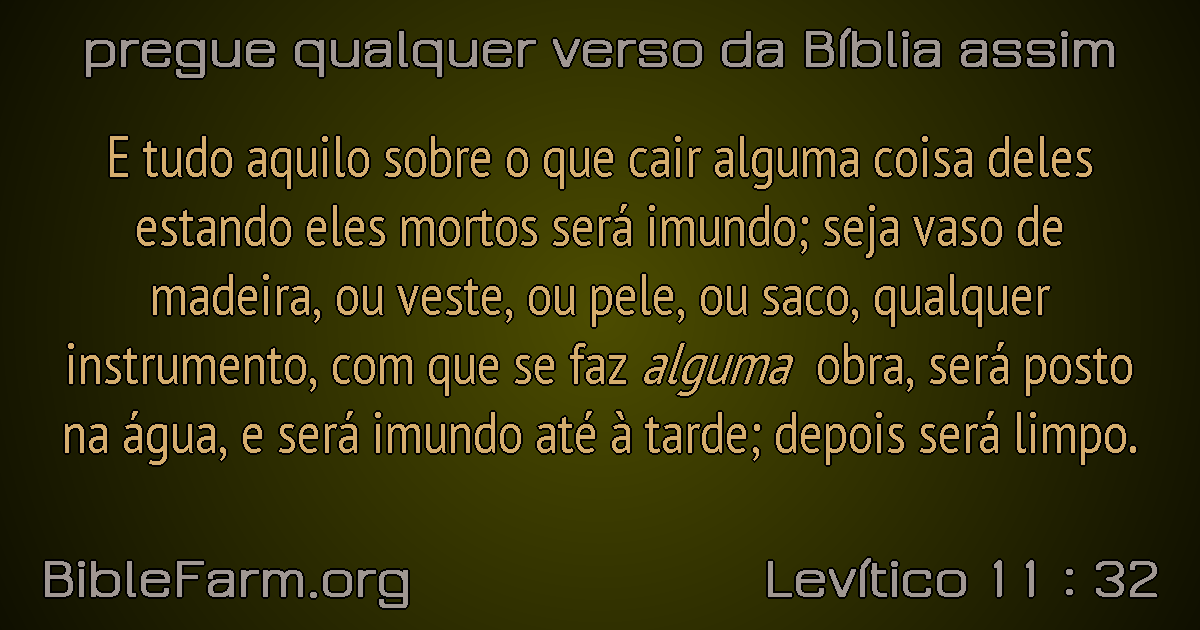 pregue qualquer verso da Bíblia assim
E tudo aquilo sobre o que cair alguma coisa deles
estando eles mortos será imundo; seja vaso de
madeira, ou veste, ou pele, ou saco, qualquer
instrumento, com que se faz alguma obra, será posto
na água, e será imundo até à tarde; depois será limpo.
BibleFarm.org
Levítico 11 : 32